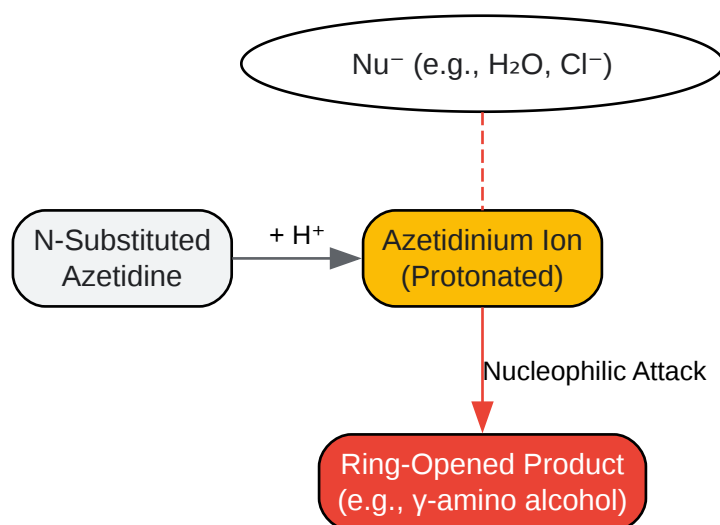 Nu⁻ (e.g., H₂O, Cl⁻)
N-Substituted
Azetidine
+ H⁺
Azetidinium Ion
(Protonated)
Nucleophilic Attack
Ring-Opened Product
(e.g., γ-amino alcohol)